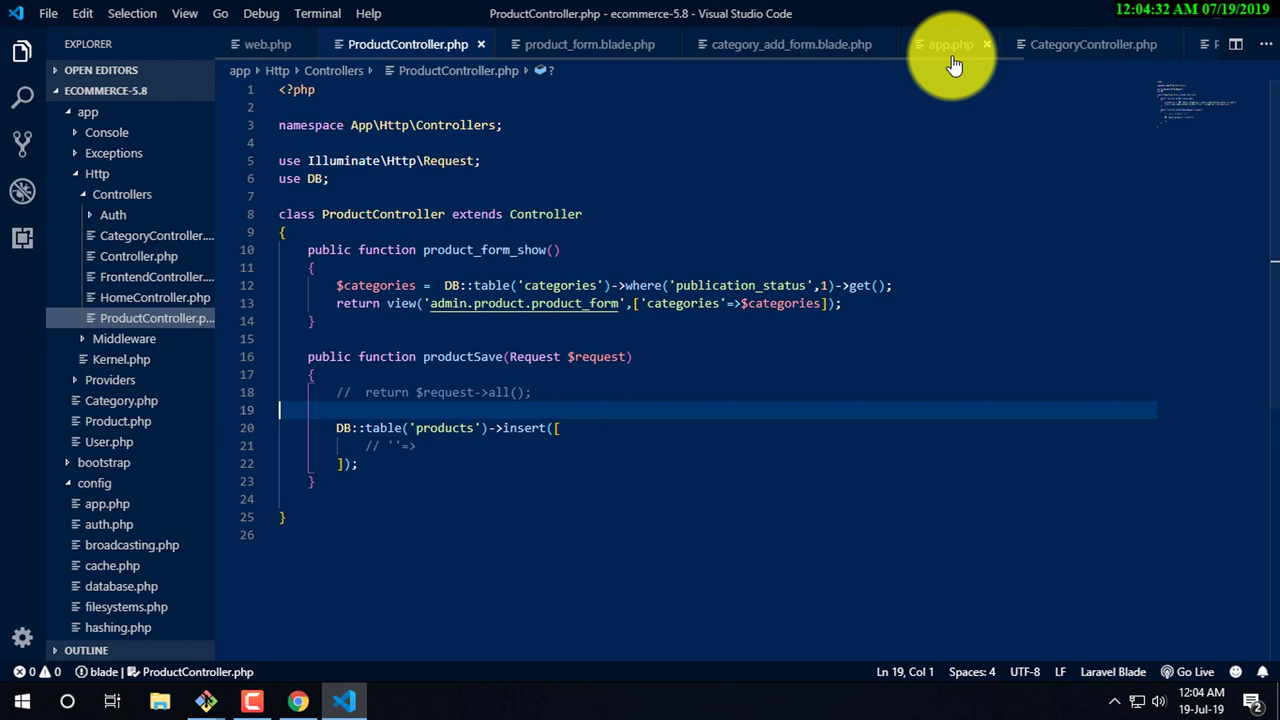 File Edit Selection View Go Debug Terminal Help
ProductController.php - ecommerce-5.8 - Visual Studio Code
12:04:32 AM 07/19/2019
EXPLORER
web.php
ProductController.php
product_form.blade.php
category_add_form.blade.php
app.php
CategoryController.php
OPEN EDITORS
app > Http > Controllers > ProductController.php > ?
ECOMMERCE-5.8
app
Console
Exceptions
Http
Controllers
Auth
CategoryController....
Controller.php
FrontendController....
HomeController.php
ProductController.p...
Middleware
Kernel.php
Providers
Category.php
Product.php
User.php
bootstrap
config
app.php
auth.php
broadcasting.php
cache.php
database.php
filesystems.php
hashing.php
OUTLINE
1 <?php
2
3 namespace App\Http\Controllers;
4
5 use Illuminate\Http\Request;
6 use DB;
7
8 class ProductController extends Controller
9 {
10 public function product_form_show()
11 {
12 $categories = DB::table('categories')->where('publication_status',1)->get();
13 return view('admin.product.product_form',['categories'=>$categories]);
14 }
15
16 public function productSave(Request $request)
17 {
18 // return $request->all();
19
20 DB::table('products')->insert([
21 // ''=>
22 ]);
23 }
24
25 }
26
0 0 blade | ProductController.php
Ln 19, Col 1 Spaces: 4 UTF-8 LF Laravel Blade Go Live
12:04 AM
19-Jul-19
2